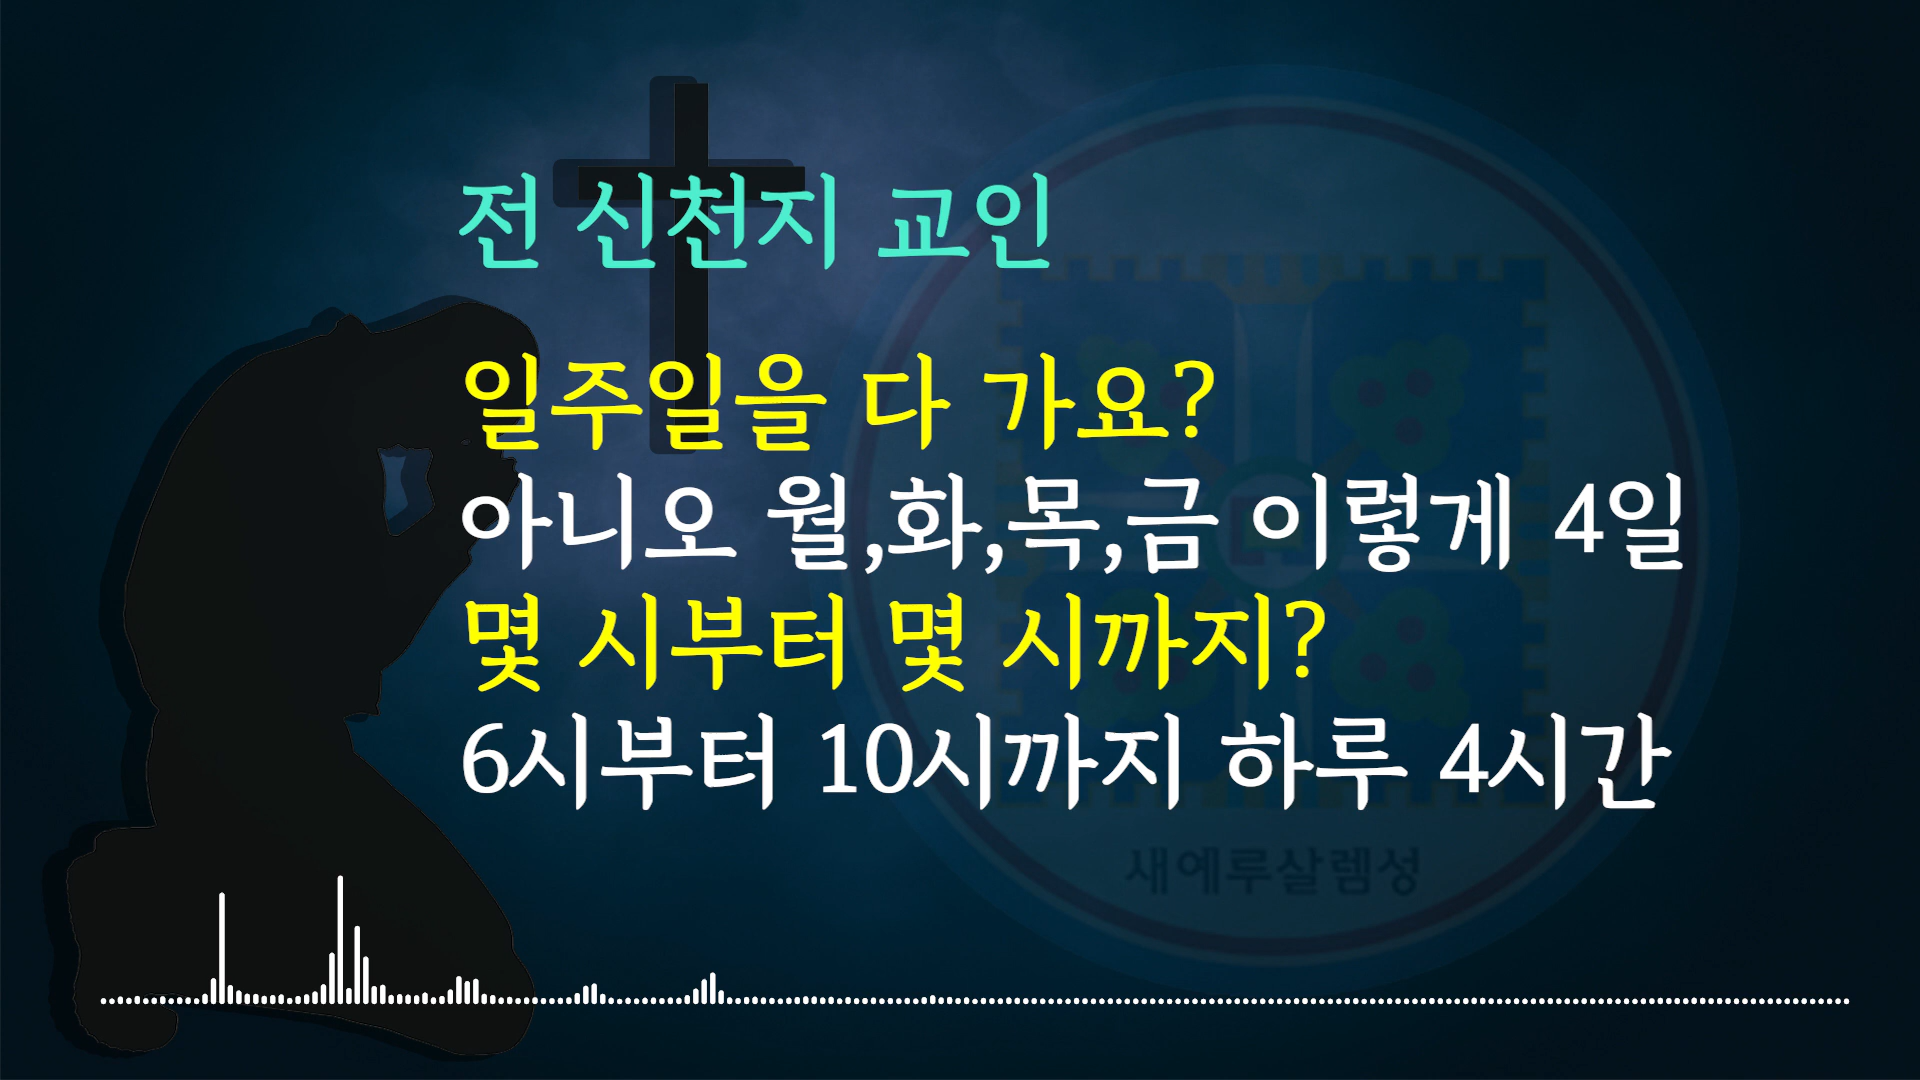 전 신천지 교인
일주일을 다 가요?
아니오 월,화,목,금 이렇게 4일
몇 시부터 몇 시까지?
6시부터 10시까지 하루 4시간
새예루살렘성